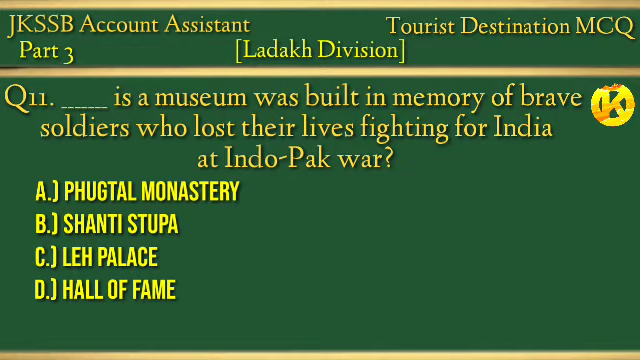 JKSSB Account Assistant
Part 3
Tourist Destination MCQ
[Ladakh Division]
Q11. _______ is a museum was built in memory of brave
soldiers who lost their lives fighting for India
at Indo-Pak war?
A.) PHUGTAL MONASTERY
B.) SHANTI STUPA
C.) LEH PALACE
D.) HALL OF FAME
K